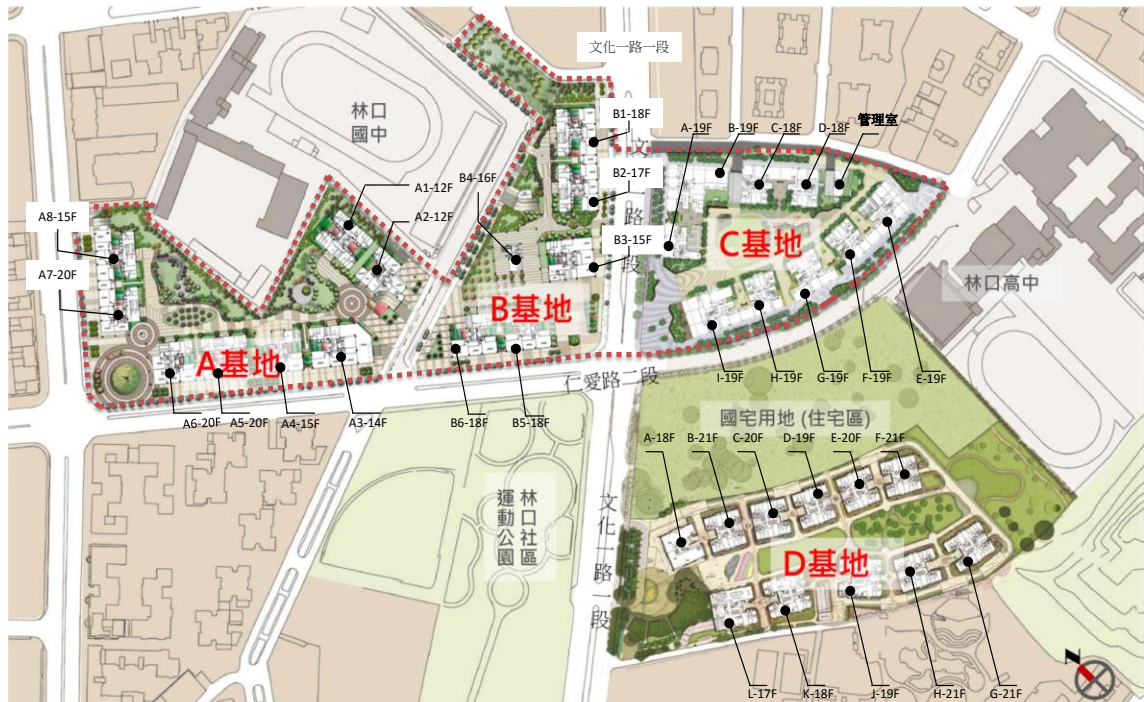 文化一路一段
林口
國中
B1-18F
A-19F
B-19F
C-18F
D-18F
管理室
B4-16F
A1-12F
A2-12F
B2-17F
A8-15F
A7-20F
B3-15F
文一路段
C基地
林口高中
B基地
A基地
I-19F
H-19F
G-19F
F-19F
E-19F
仁愛路二段
A6-20F
A5-20F
A4-15F
A3-14F
B6-18F
B5-18F
國宅用地 (住宅區)
A-18F
B-21F
C-20F
D-19F
E-20F
F-21F
林口社區
運動公園
文化一路一段
D基地
L-17F
K-18F
J-19F
H-21F
G-21F
N